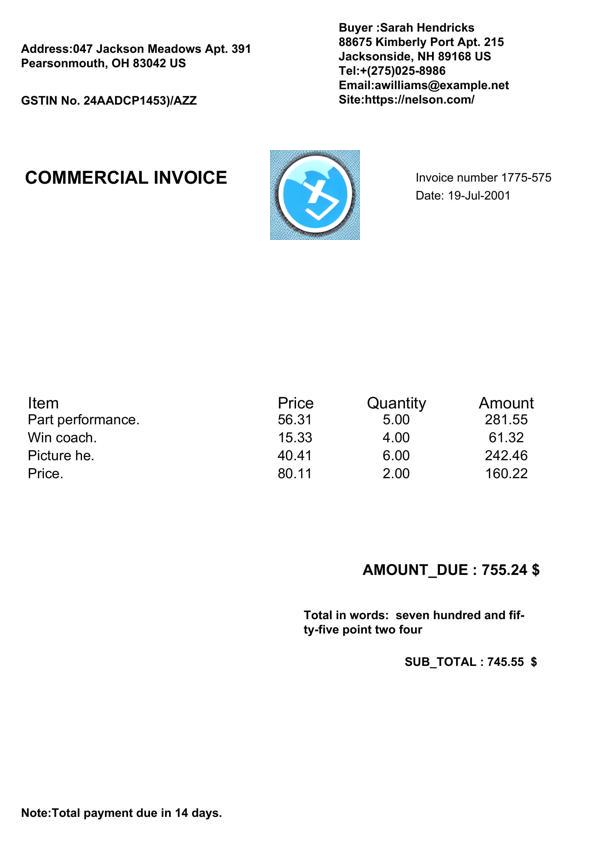 Address:047 Jackson Meadows Apt. 391
Pearsonmouth, OH 83042 US
GSTIN No. 24AADCP1453)/AZZ
Buyer :Sarah Hendricks
88675 Kimberly Port Apt. 215
Jacksonside, NH 89168 US
Tel:+(275)025-8986
Email:awilliams@example.net
Site:https://nelson.com/
COMMERCIAL INVOICE
Invoice number 1775-575
Date: 19-Jul-2001
Item Price Quantity Amount
Part performance. 56.31 5.00 281.55
Win coach. 15.33 4.00 61.32
Picture he. 40.41 6.00 242.46
Price. 80.11 2.00 160.22
AMOUNT_DUE : 755.24 $
Total in words: seven hundred and fif-
ty-five point two four
SUB_TOTAL : 745.55 $
Note:Total payment due in 14 days.